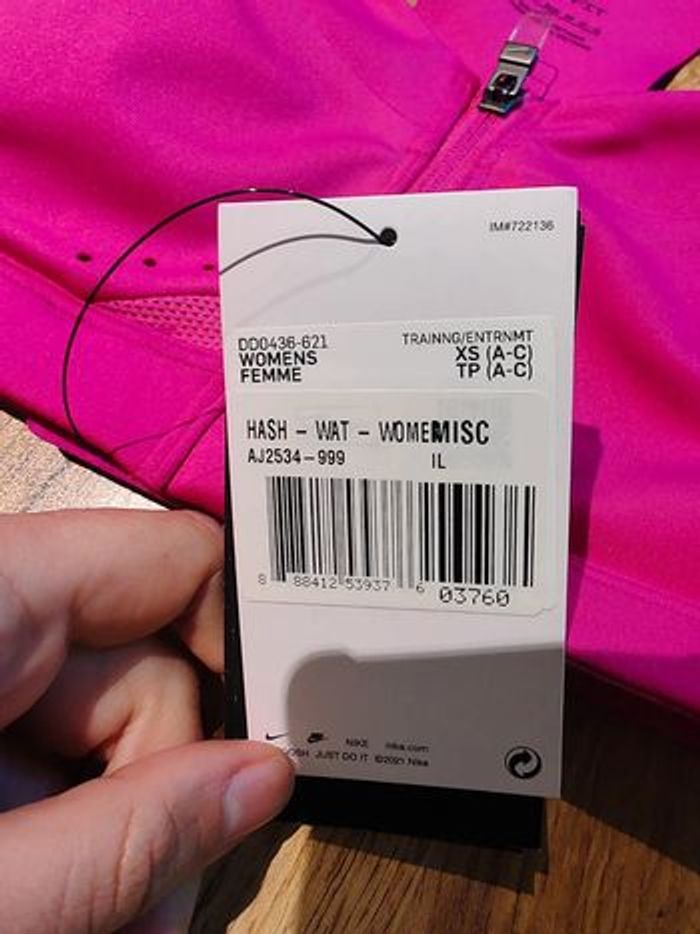 IM#722136
DD0436-621 TRAINNG/ENTRNMT
WOMENS XS (A-C)
FEMME TP (A-C)
HASH - WAT - WOMEMISC
AJ2534-999 IL
8 88412 53937 6 03760
NIKE nike.com
JUST DO IT ©2021 Nike